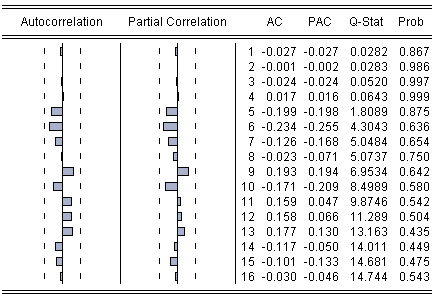 Autocorrelation Partial Correlation AC PAC Q-Stat Prob
1 -0.027 -0.027 0.0282 0.867
2 -0.001 -0.002 0.0283 0.986
3 -0.024 -0.024 0.0520 0.997
4 0.017 0.016 0.0643 0.999
5 -0.199 -0.198 1.8089 0.875
6 -0.234 -0.255 4.3043 0.636
7 -0.126 -0.168 5.0484 0.654
8 -0.023 -0.071 5.0737 0.750
9 0.193 0.194 6.9534 0.642
10 -0.171 -0.209 8.4989 0.580
11 0.159 0.047 9.8746 0.542
12 0.158 0.066 11.289 0.504
13 0.177 0.130 13.163 0.435
14 -0.117 -0.050 14.011 0.449
15 -0.101 -0.133 14.681 0.475
16 -0.030 -0.046 14.744 0.543